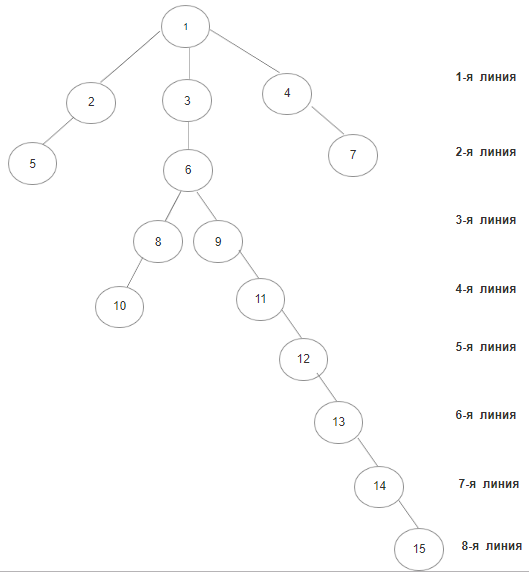 1
1-я линия
2
3
4
2-я линия
5
6
7
3-я линия
8
9
4-я линия
10
11
5-я линия
12
6-я линия
13
7-я линия
14
8-я линия
15